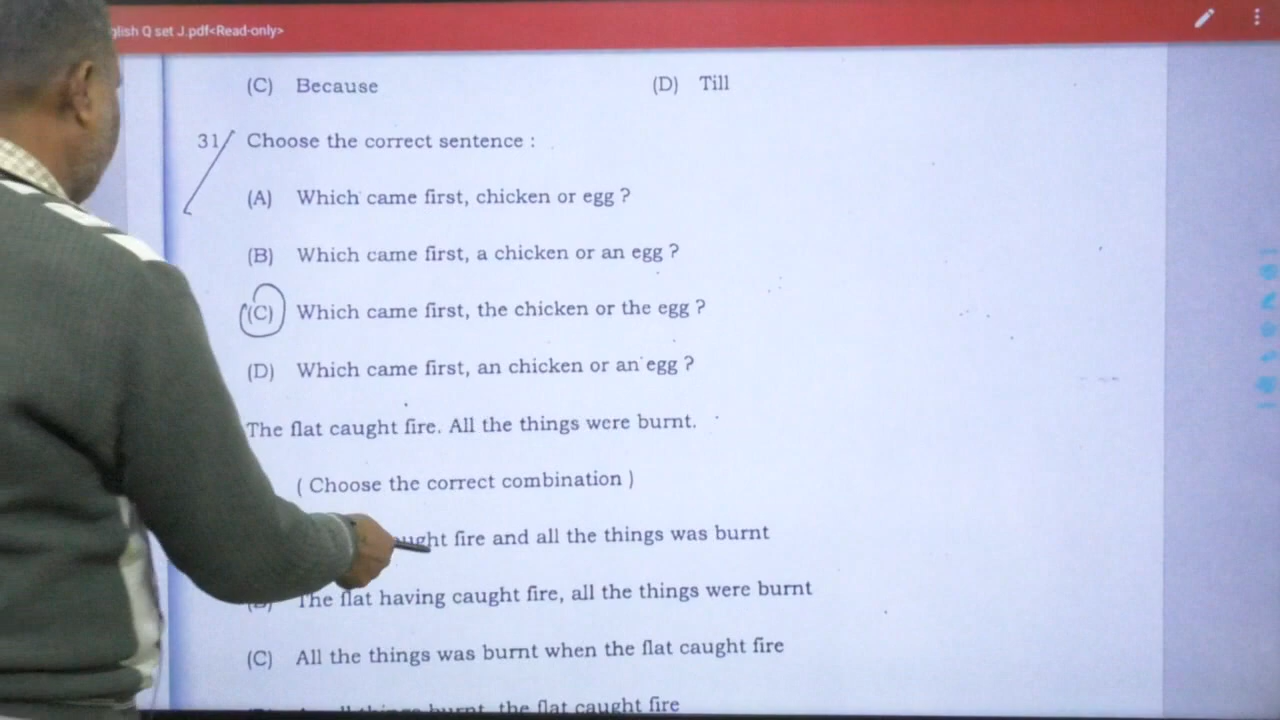 glish Q set J.pdf<Read-only>
(C) Because (D) Till
31 Choose the correct sentence :
(A) Which came first, chicken or egg ?
(B) Which came first, a chicken or an egg ?
(C) Which came first, the chicken or the egg ?
(D) Which came first, an chicken or an egg ?
The flat caught fire. All the things were burnt.
( Choose the correct combination )
ught fire and all the things was burnt
The flat having caught fire, all the things were burnt
(C) All the things was burnt when the flat caught fire
burnt, the flat caught fire